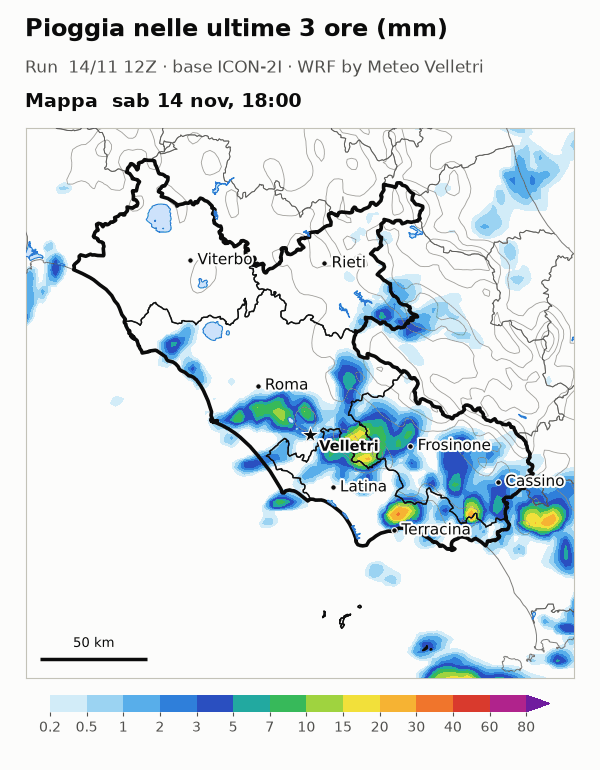 Pioggia nelle ultime 3 ore (mm)
Run 14/11 12Z · base ICON-2I · WRF by Meteo Velletri
Mappa sab 14 nov, 18:00
Viterbo
Rieti
Roma
Velletri
Frosinone
Latina
Cassino
Terracina
50 km
0.2 0.5 1 2 3 5 7 10 15 20 30 40 60 80